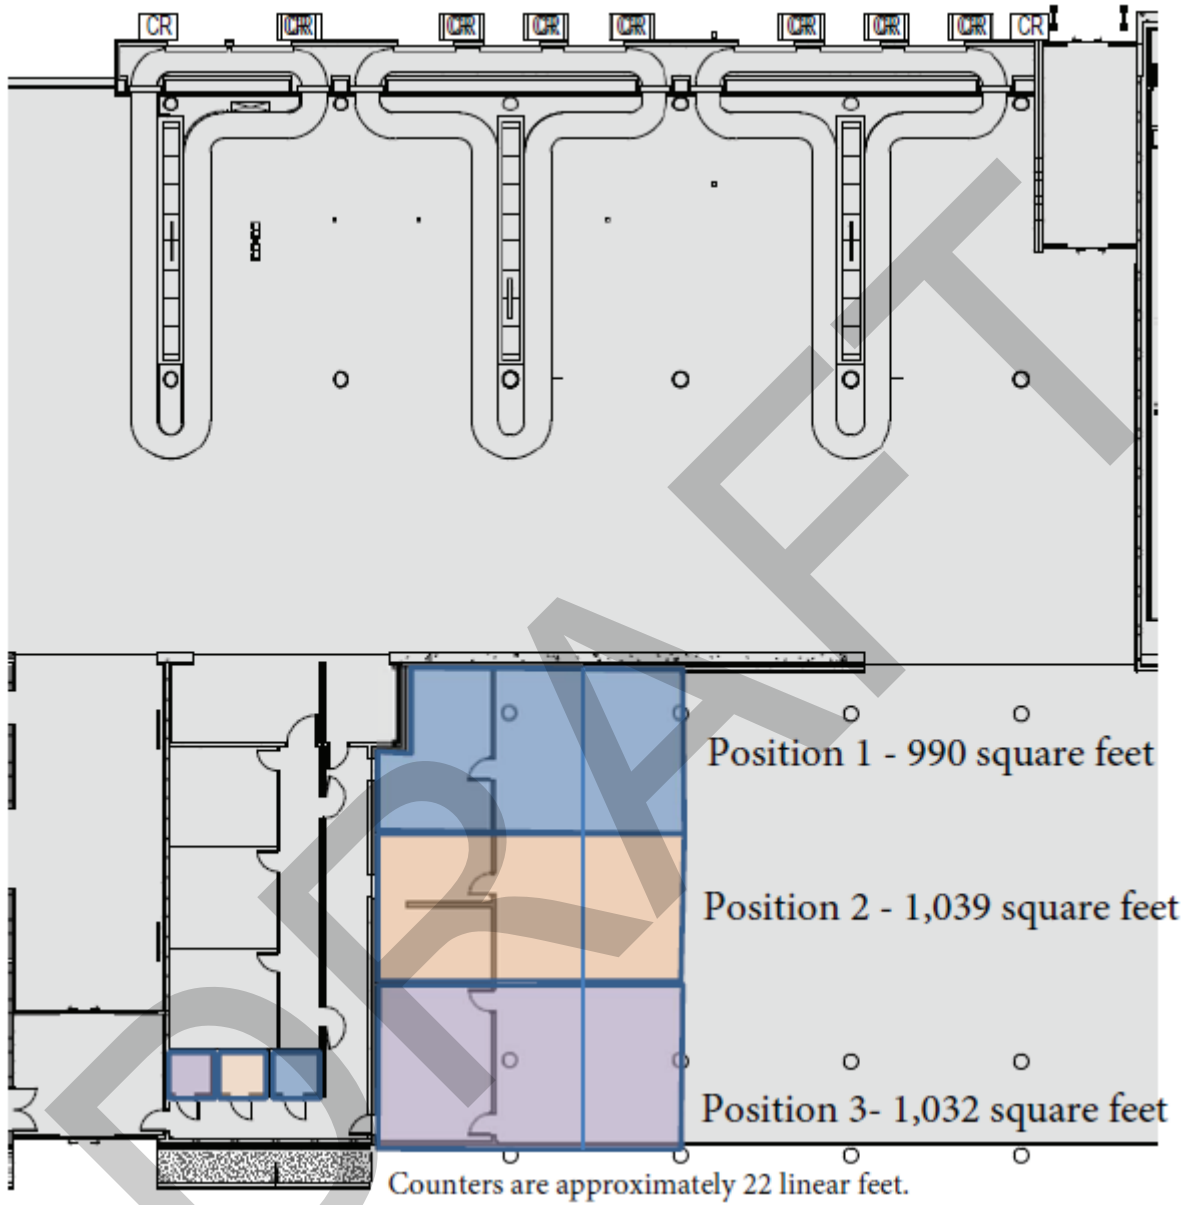 CR CR CR CR CR CR CR CR CR
Position 1 - 990 square feet
Position 2 - 1,039 square feet
Position 3- 1,032 square feet
Counters are approximately 22 linear feet.
DRAFT